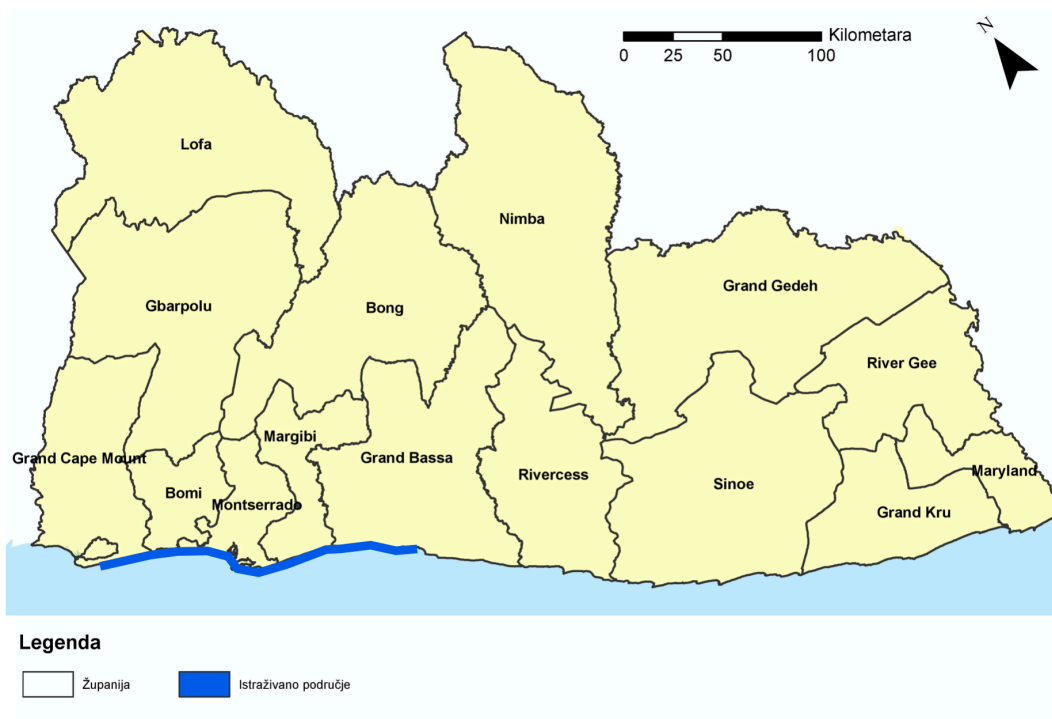 N
Kilometara
0 25 50 100
Lofa
Nimba
Grand Gedeh
Gbarpolu
Bong
River Gee
Margibi
Grand Cape Mount
Grand Bassa
Maryland
Rivercess
Sinoe
Bomi
Montserrado
Grand Kru
Legenda
Županija
Istraživano područje